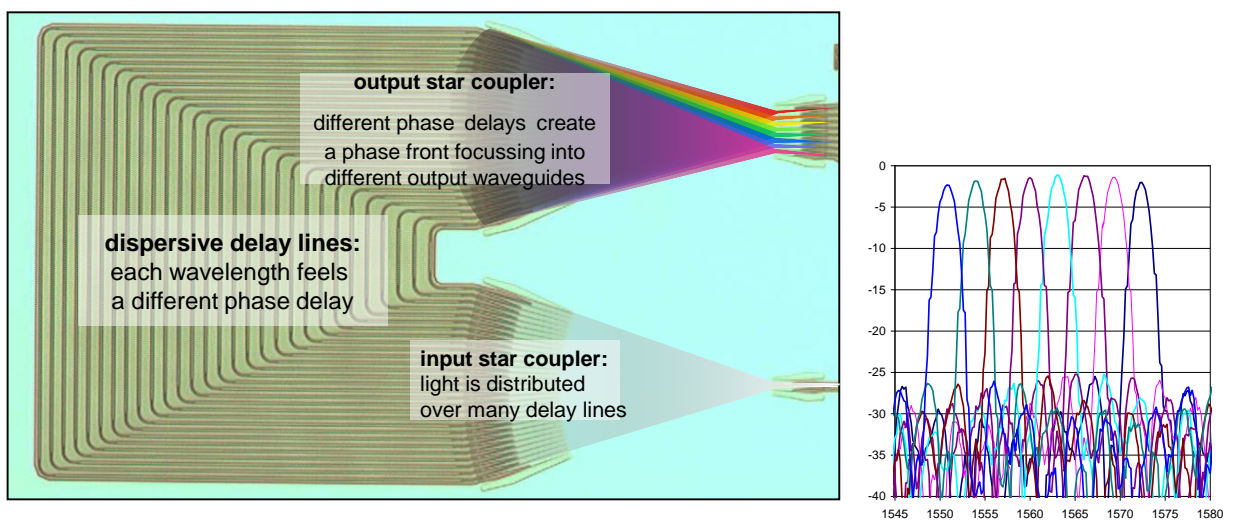 output star coupler:
different phase delays create
a phase front focussing into
different output waveguides
dispersive delay lines:
each wavelength feels
a different phase delay
input star coupler:
light is distributed
over many delay lines
0
-5
-10
-15
-20
-25
-30
-35
-40
1545 1550 1555 1560 1565 1570 1575 1580